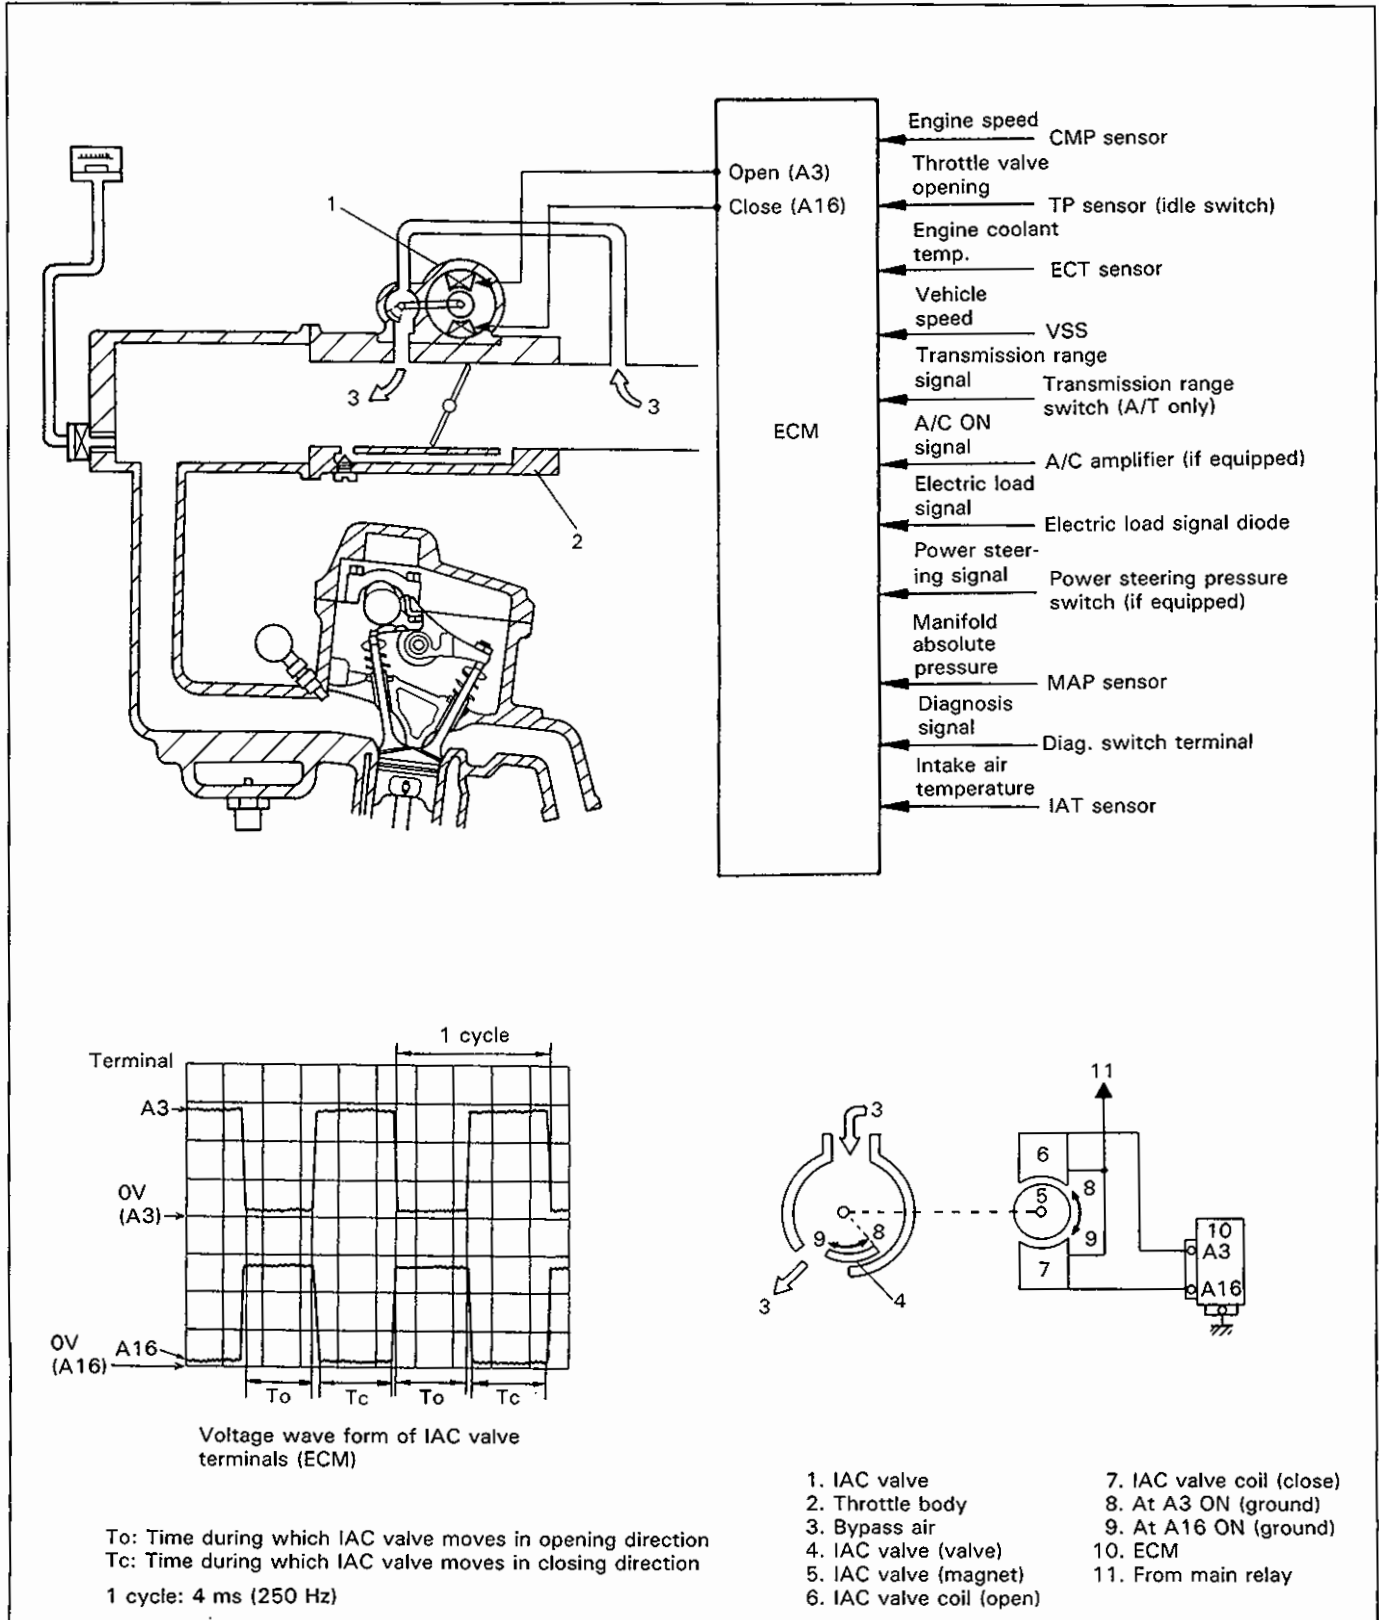 Engine speed
CMP sensor
Open (A3)
Throttle valve
opening
1
Close (A16)
TP sensor (idle switch)
Engine coolant
temp.
ECT sensor
Vehicle
speed
VSS
Transmission range
signal
3
3
Transmission range
switch (A/T only)
ECM
A/C ON
signal
A/C amplifier (if equipped)
Electric load
signal
Electric load signal diode
2
Power steer-
ing signal
Power steering pressure
switch (if equipped)
Manifold
absolute
pressure
MAP sensor
Diagnosis
signal
Diag. switch terminal
Intake air
temperature
IAT sensor
1 cycle
Terminal
A3
0V
(A3)
0V
(A16)
A16
To
Tc
To
Tc
Voltage wave form of IAC valve
terminals (ECM)
To: Time during which IAC valve moves in opening direction
Tc: Time during which IAC valve moves in closing direction
1 cycle: 4 ms (250 Hz)
3
9
8
3
4
11
6
5
8
9
7
10
A3
A16
1. IAC valve
2. Throttle body
3. Bypass air
4. IAC valve (valve)
5. IAC valve (magnet)
6. IAC valve coil (open)
7. IAC valve coil (close)
8. At A3 ON (ground)
9. At A16 ON (ground)
10. ECM
11. From main relay